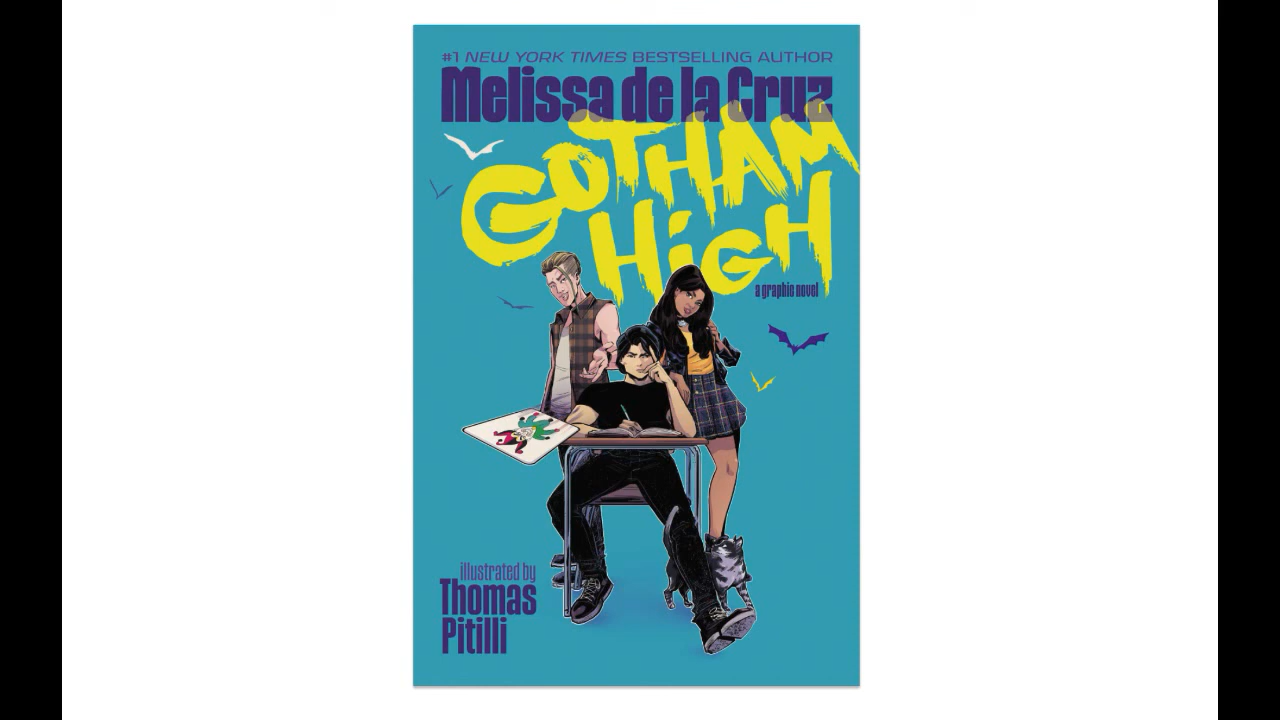 #1 NEW YORK TIMES BESTSELLING AUTHOR
Melissa de la Cruz
GOTHAM
HiGH
a graphic novel
illustrated by
Thomas
Pitilli